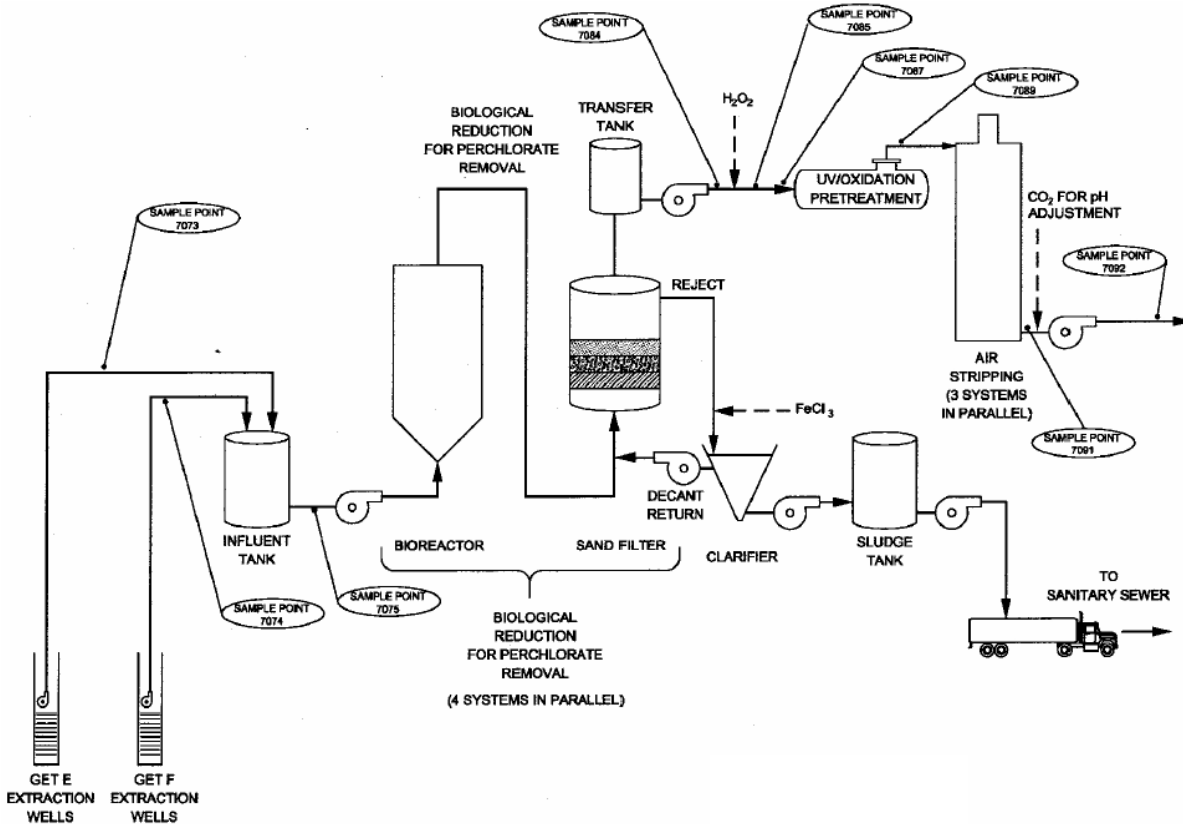 SAMPLE POINT
7084
SAMPLE POINT
7085
SAMPLE POINT
7087
SAMPLE POINT
7089
H₂O₂
BIOLOGICAL
REDUCTION
FOR PERCHLORATE
REMOVAL
TRANSFER
TANK
UV/OXIDATION
PRETREATMENT
CO₂ FOR pH
ADJUSTMENT
SAMPLE POINT
7073
SAMPLE POINT
7092
REJECT
AIR
STRIPPING
(3 SYSTEMS
IN PARALLEL)
FeCl₃
SAMPLE POINT
7091
DECANT
RETURN
INFLUENT
TANK
BIOREACTOR
SAND FILTER
CLARIFIER
SLUDGE
TANK
SAMPLE POINT
7074
SAMPLE POINT
7075
BIOLOGICAL
REDUCTION
FOR PERCHLORATE
REMOVAL
(4 SYSTEMS IN PARALLEL)
TO
SANITARY SEWER
GET E
EXTRACTION
WELLS
GET F
EXTRACTION
WELLS